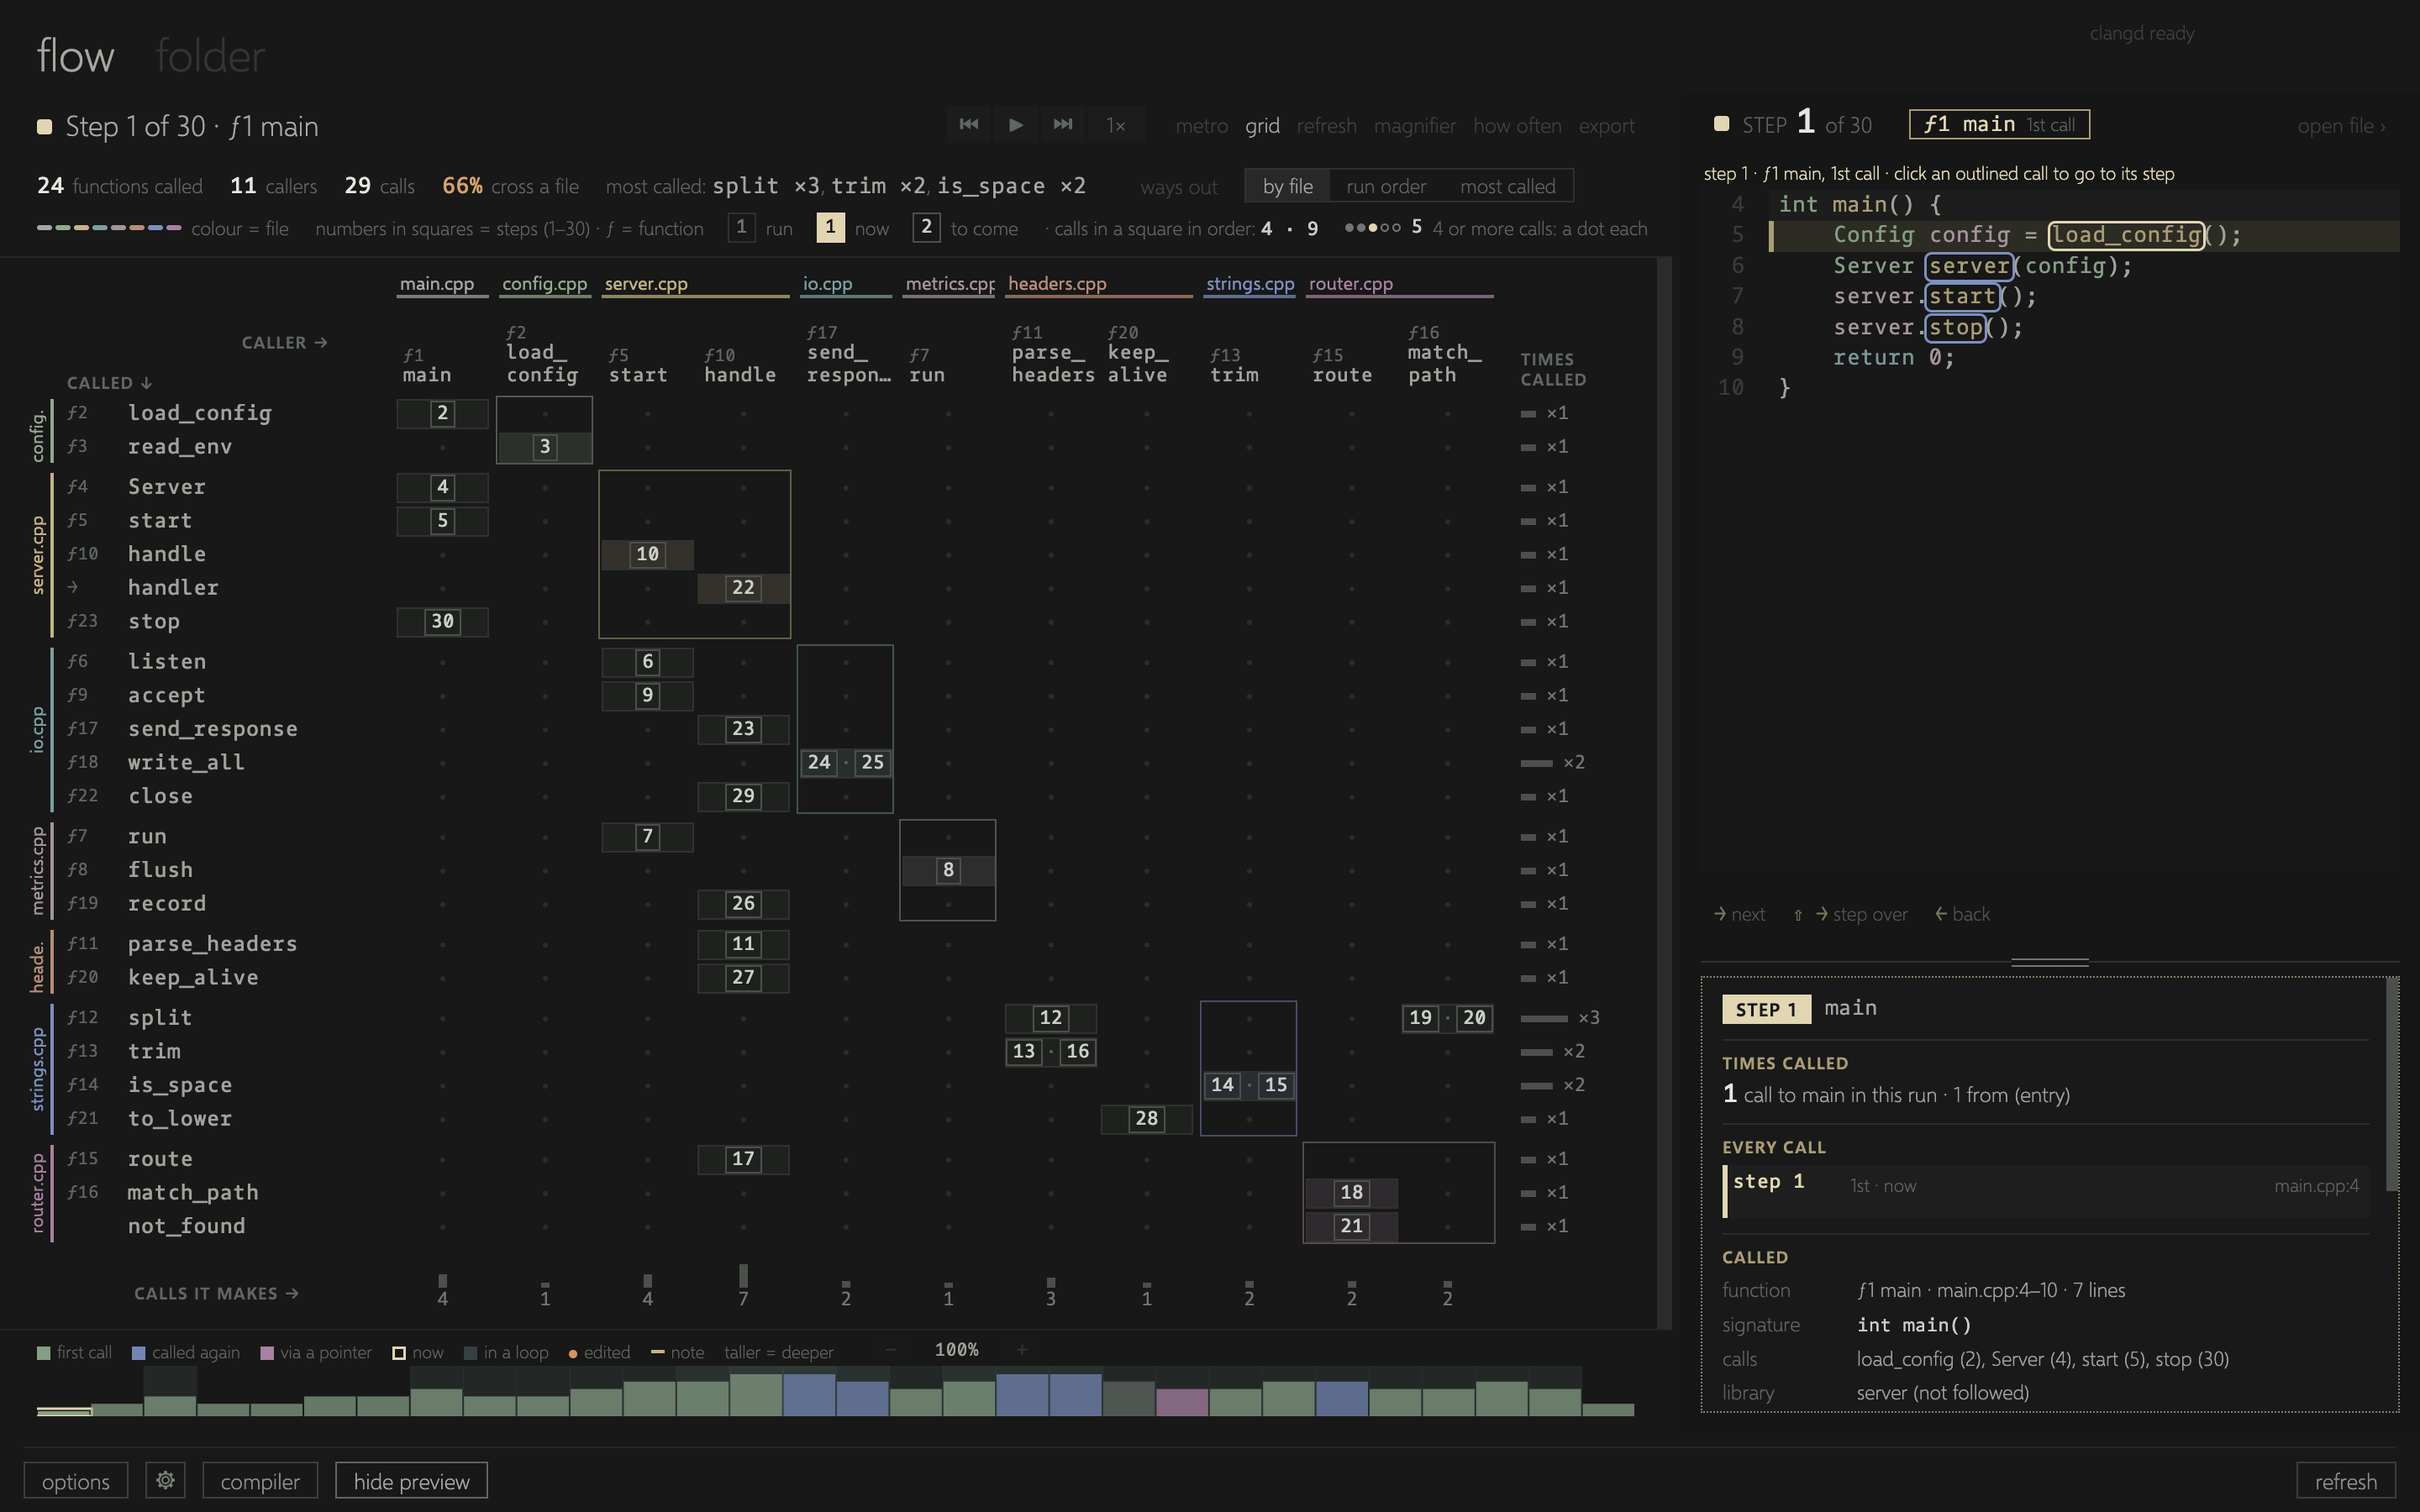 flow folder
clangd ready
Step 1 of 30 · ƒ1 main
1×
metro grid refresh magnifier how often export
24 functions called 11 callers 29 calls 66% cross a file most called: split ×3, trim ×2, is_space ×2
ways out by file run order most called
colour = file numbers in squares = steps (1–30) · ƒ = function 1 run 1 now 2 to come · calls in a square in order: 4 · 9 5 4 or more calls: a dot each
main.cpp config.cpp server.cpp io.cpp metrics.cpp headers.cpp strings.cpp router.cpp
CALLER →
CALLED ↓
ƒ1 main
ƒ2 load_config
ƒ5 start
ƒ10 handle
ƒ17 send_respon…
ƒ7 run
ƒ11 parse_headers
ƒ20 keep_alive
ƒ13 trim
ƒ15 route
ƒ16 match_path
TIMES CALLED
config.
ƒ2 load_config 2 ×1
ƒ3 read_env 3 ×1
server.cpp
ƒ4 Server 4 ×1
ƒ5 start 5 ×1
ƒ10 handle 10 ×1
→ handler 22 ×1
ƒ23 stop 30 ×1
io.cpp
ƒ6 listen 6 ×1
ƒ9 accept 9 ×1
ƒ17 send_response 23 ×1
ƒ18 write_all 24 · 25 ×2
ƒ22 close 29 ×1
metrics.cpp
ƒ7 run 7 ×1
ƒ8 flush 8 ×1
ƒ19 record 26 ×1
heade.
ƒ11 parse_headers 11 ×1
ƒ20 keep_alive 27 ×1
strings.cpp
ƒ12 split 12 19 · 20 ×3
ƒ13 trim 13 · 16 ×2
ƒ14 is_space 14 · 15 ×2
ƒ21 to_lower 28 ×1
router.cpp
ƒ15 route 17 ×1
ƒ16 match_path 18 ×1
not_found 21 ×1
CALLS IT MAKES → 4 1 4 7 2 1 3 1 2 2 2
first call called again via a pointer now in a loop edited note taller = deeper − 100% +
options compiler hide preview refresh
STEP 1 of 30 ƒ1 main 1st call open file ›
step 1 · ƒ1 main, 1st call · click an outlined call to go to its step
4 int main() {
5 Config config = load_config();
6 Server server(config);
7 server.start();
8 server.stop();
9 return 0;
10 }
→ next ⇧ → step over ← back
STEP 1 main
TIMES CALLED
1 call to main in this run · 1 from (entry)
EVERY CALL
step 1 1st · now main.cpp:4
CALLED
function ƒ1 main · main.cpp:4–10 · 7 lines
signature int main()
calls load_config (2), Server (4), start (5), stop (30)
library server (not followed)